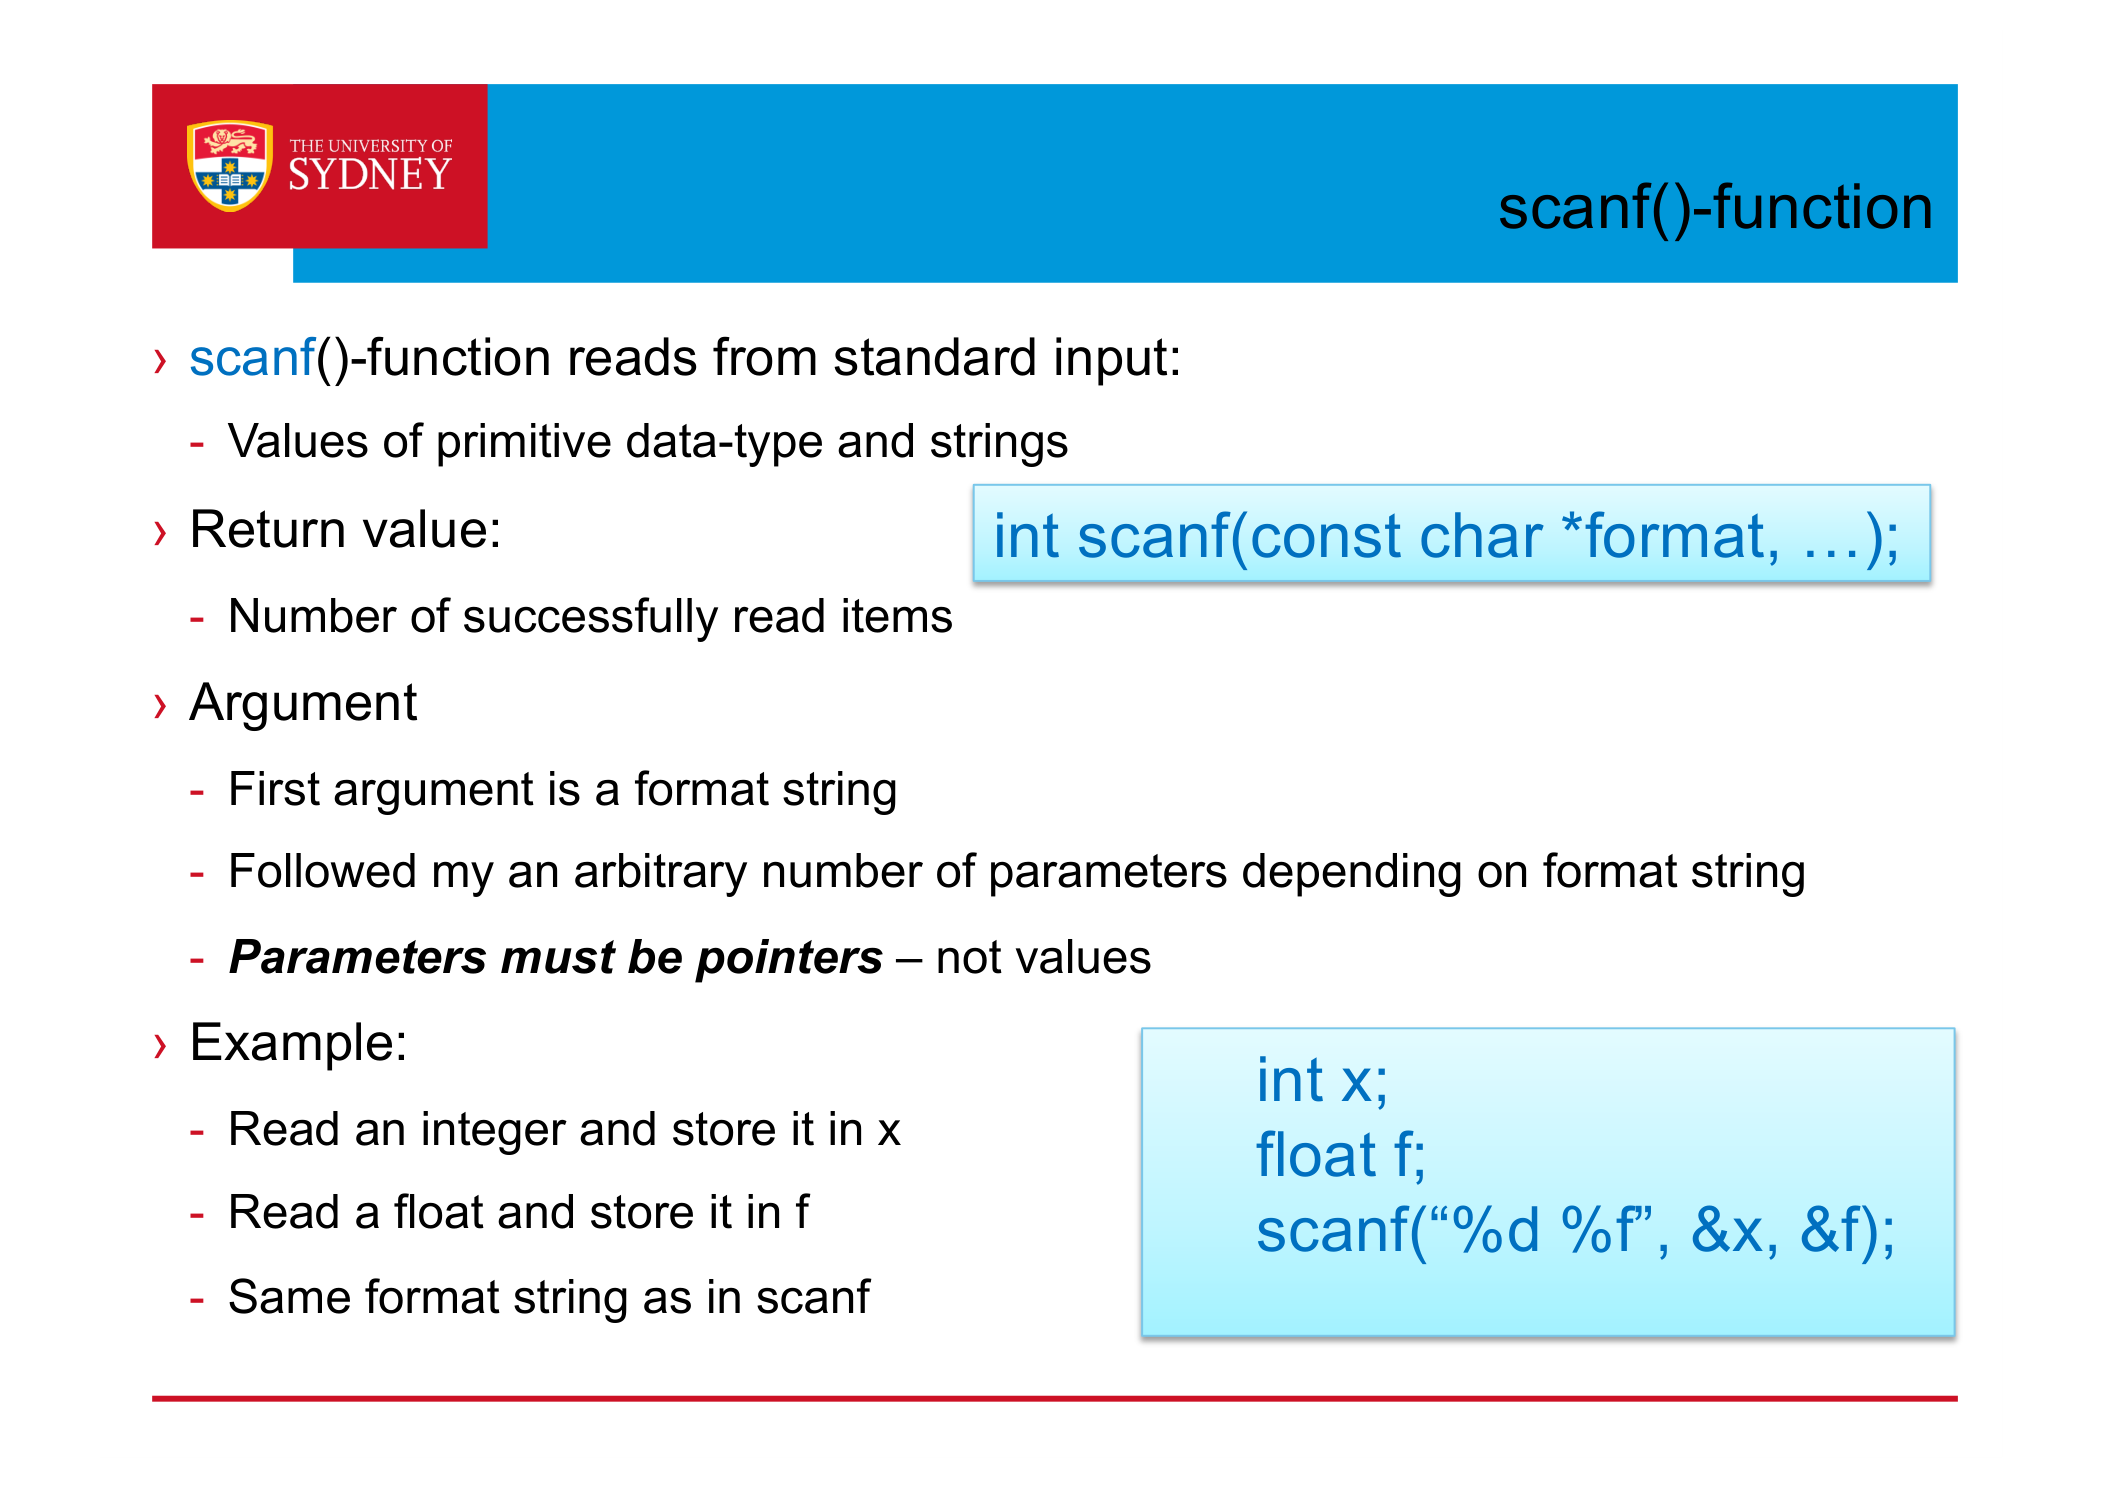 THE UNIVERSITY OF
SYDNEY
scanf()-function
› scanf()-function reads from standard input:
- Values of primitive data-type and strings
› Return value:
int scanf(const char *format, …);
- Number of successfully read items
› Argument
- First argument is a format string
- Followed my an arbitrary number of parameters depending on format string
- Parameters must be pointers – not values
› Example:
- Read an integer and store it in x
- Read a float and store it in f
- Same format string as in scanf
int x;
float f;
scanf(“%d %f”, &x, &f);